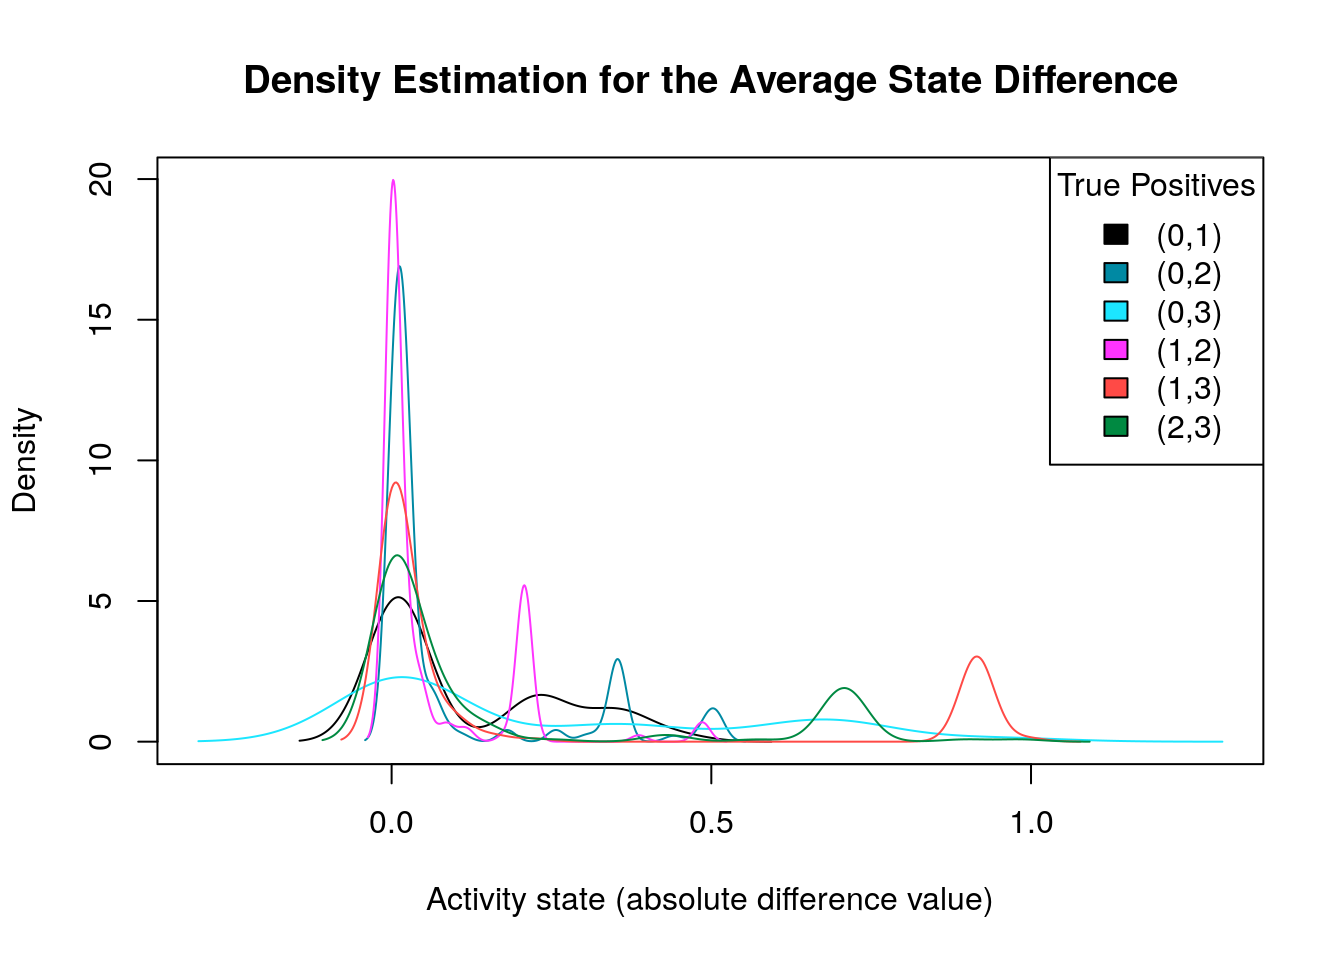 Density Estimation for the Average State Difference
True Positives
(0,1)
(0,2)
(0,3)
(1,2)
(1,3)
(2,3)
Density
20
15
10
5
0
0.0 0.5 1.0
Activity state (absolute difference value)